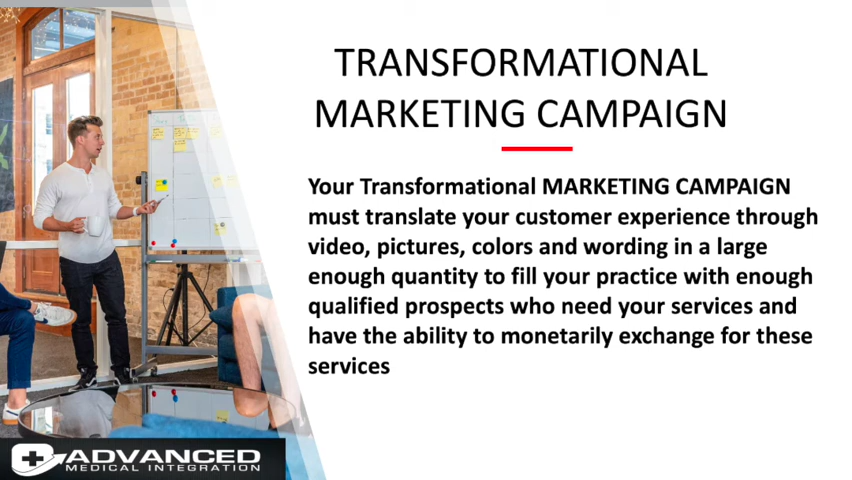 TRANSFORMATIONAL
MARKETING CAMPAIGN
Your Transformational MARKETING CAMPAIGN
must translate your customer experience through
video, pictures, colors and wording in a large
enough quantity to fill your practice with enough
qualified prospects who need your services and
have the ability to monetarily exchange for these
services
ADVANCED
MEDICAL INTEGRATION